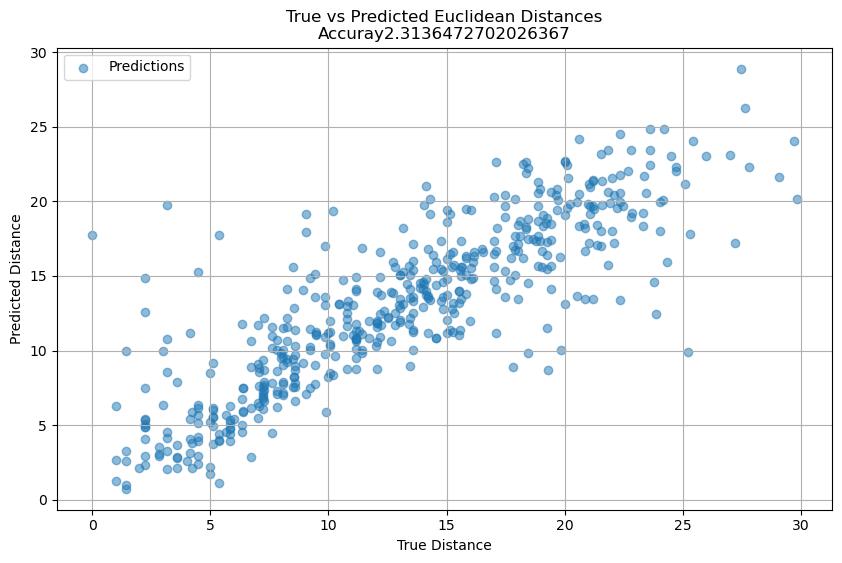 True vs Predicted Euclidean Distances
Accuray2.3136472702026367
Predictions
30
25
20
15
10
5
0
Predicted Distance
0 5 10 15 20 25 30
True Distance